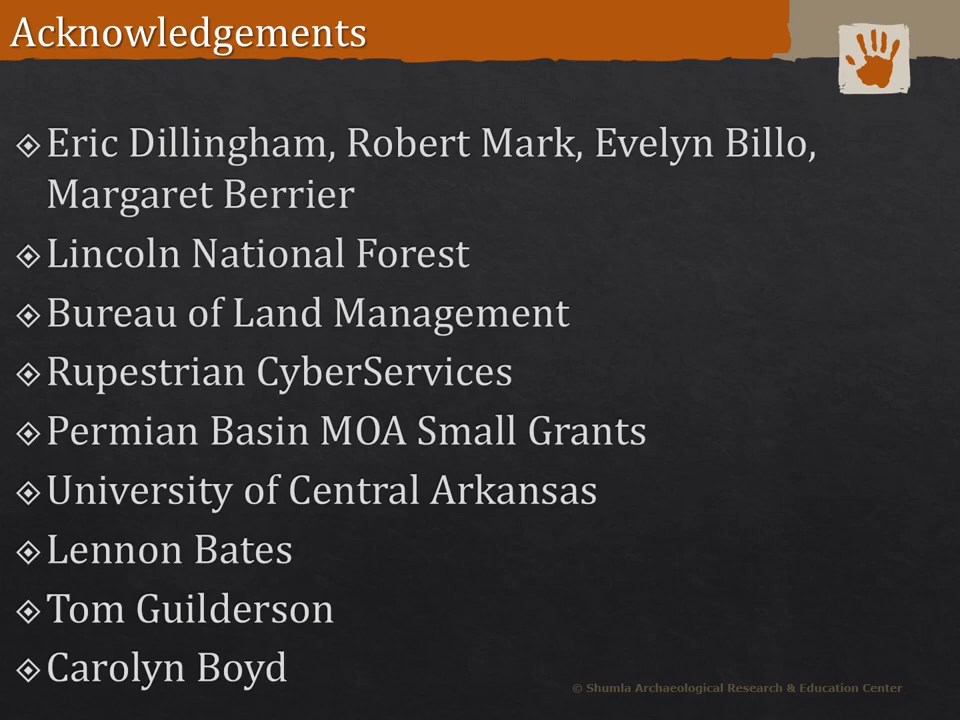 Acknowledgements
Eric Dillingham, Robert Mark, Evelyn Billo,
Margaret Berrier
Lincoln National Forest
Bureau of Land Management
Rupestrian CyberServices
Permian Basin MOA Small Grants
University of Central Arkansas
Lennon Bates
Tom Guilderson
Carolyn Boyd
© Shumla Archaeological Research & Education Center